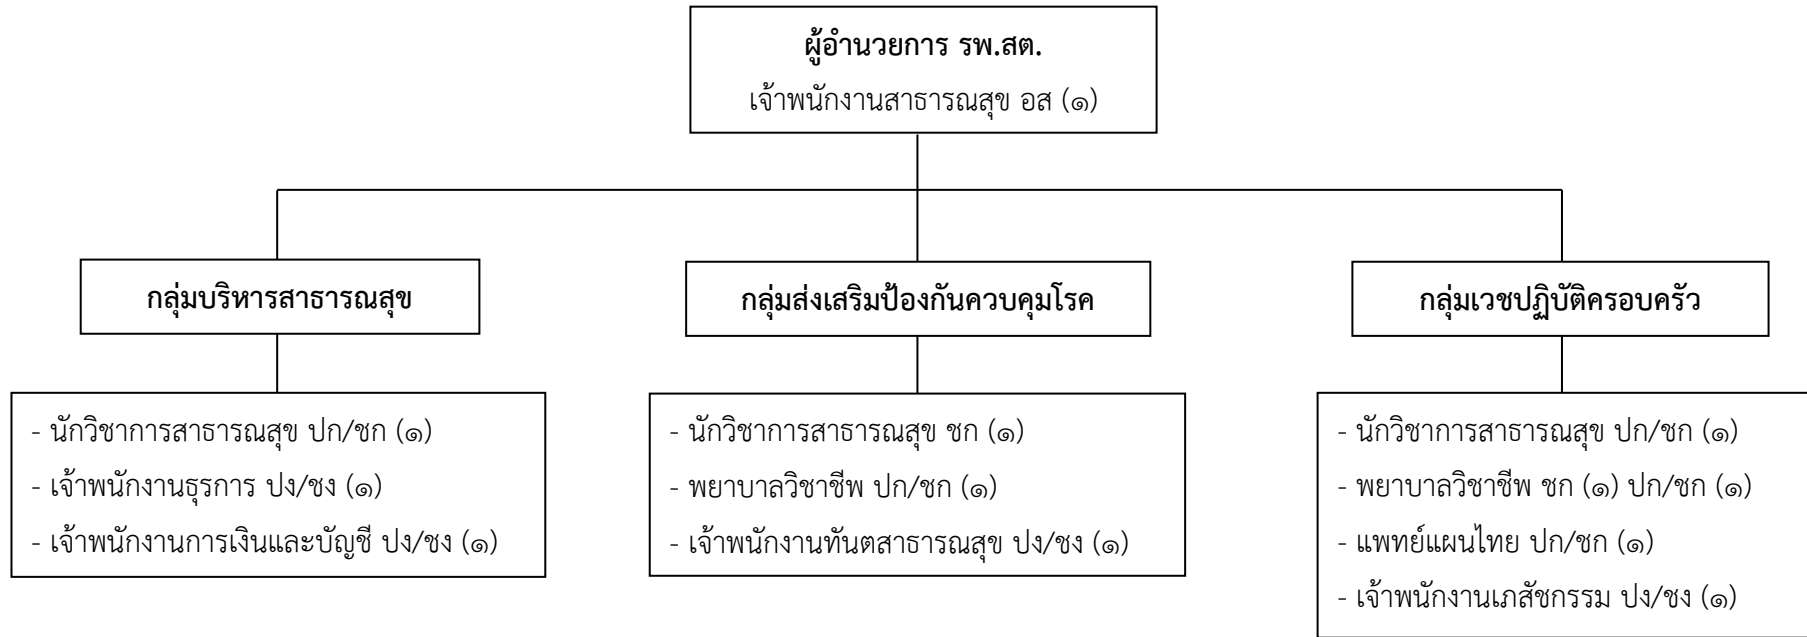 ผู้อำนวยการ รพ.สต.
เจ้าพนักงานสาธารณสุข อส (๑)
กลุ่มบริหารสาธารณสุข
- นักวิชาการสาธารณสุข ปก/ชก (๑)
- เจ้าพนักงานธุรการ ปง/ชง (๑)
- เจ้าพนักงานการเงินและบัญชี ปง/ชง (๑)
กลุ่มส่งเสริมป้องกันควบคุมโรค
- นักวิชาการสาธารณสุข ชก (๑)
- พยาบาลวิชาชีพ ปก/ชก (๑)
- เจ้าพนักงานทันตสาธารณสุข ปง/ชง (๑)
กลุ่มเวชปฏิบัติครอบครัว
- นักวิชาการสาธารณสุข ปก/ชก (๑)
- พยาบาลวิชาชีพ ชก (๑) ปก/ชก (๑)
- แพทย์แผนไทย ปก/ชก (๑)
- เจ้าพนักงานเภสัชกรรม ปง/ชง (๑)